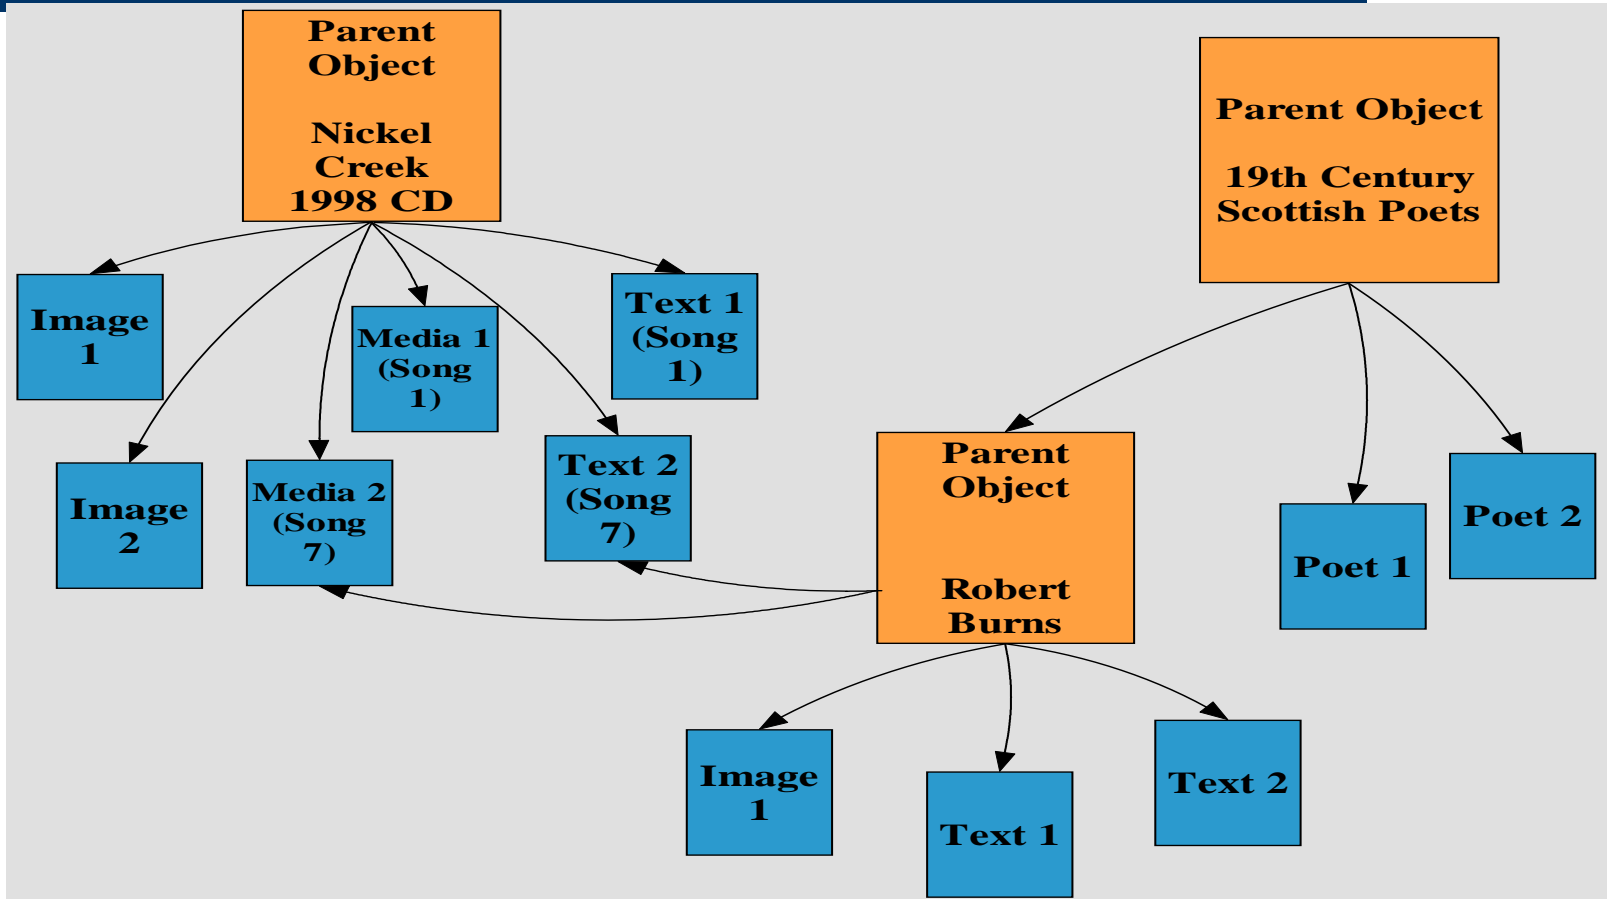 Parent
Object
Nickel
Creek
1998 CD
Parent Object
19th Century
Scottish Poets
Image
1
Media 1
(Song
1)
Text 1
(Song
1)
Image
2
Media 2
(Song
7)
Text 2
(Song
7)
Parent
Object
Robert
Burns
Poet 1
Poet 2
Image
1
Text 1
Text 2